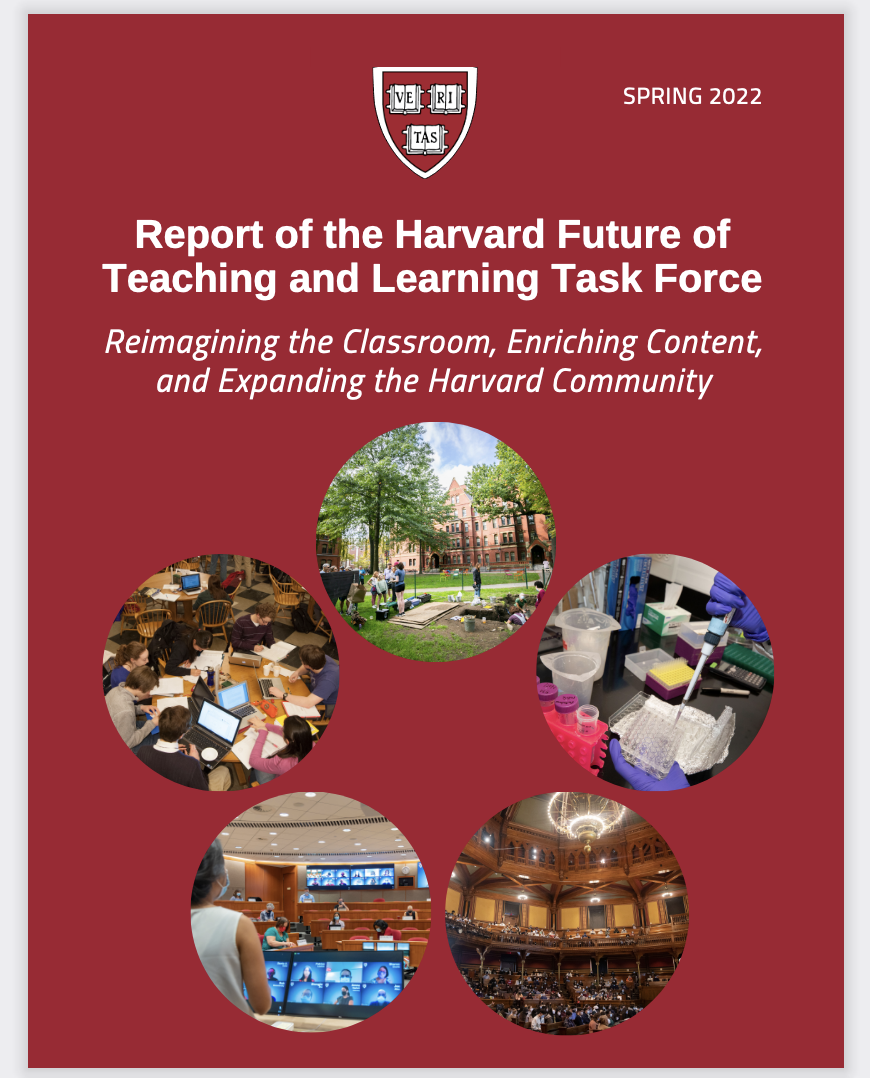 VE RI
TAS
SPRING 2022
Report of the Harvard Future of
Teaching and Learning Task Force
Reimagining the Classroom, Enriching Content,
and Expanding the Harvard Community